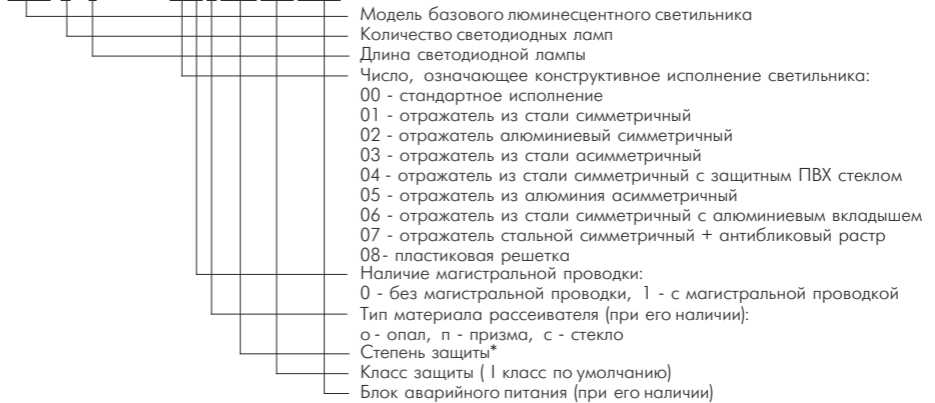 Модель базового люминесцентного светильника
Количество светодиодных ламп
Длина светодиодной лампы
Число, означающее конструктивное исполнение светильника:
00 - стандартное исполнение
01 - отражатель из стали симметричный
02 - отражатель алюминиевый симметричный
03 - отражатель из стали асимметричный
04 - отражатель из стали симметричный с защитным ПВХ стеклом
05 - отражатель из алюминия асимметричный
06 - отражатель из стали симметричный с алюминиевым вкладышем
07 - отражатель стальной симметричный + антибликовый растр
08- пластиковая решетка
Наличие магистральной проводки:
0 - без магистральной проводки, 1 - с магистральной проводкой
Тип материала рассеивателя (при его наличии):
о - опал, п - призма, с - стекло
Степень защиты*
Класс защиты ( I класс по умолчанию)
Блок аварийного питания (при его наличии)